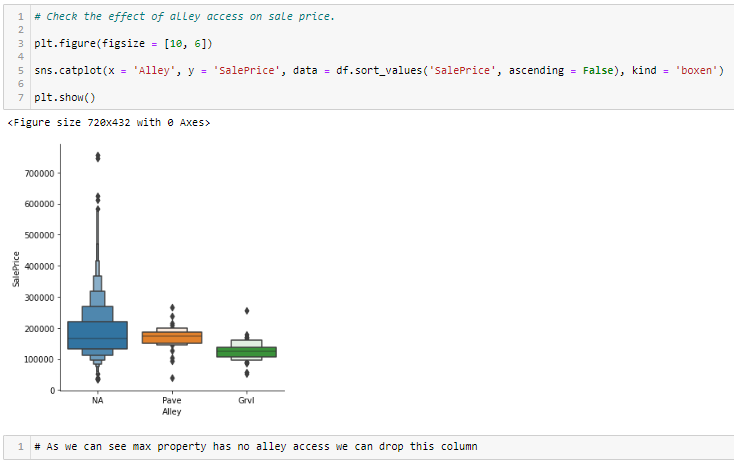 1 # Check the effect of alley access on sale price.
2
3 plt.figure(figsize = [10, 6])
4
5 sns.catplot(x = 'Alley', y = 'SalePrice', data = df.sort_values('SalePrice', ascending = False), kind = 'boxen')
6
7 plt.show()
<Figure size 720x432 with 0 Axes>
700000
600000
500000
400000
300000
200000
100000
0
SalePrice
NA Pave Grvl
Alley
1 # As we can see max property has no alley access we can drop this column